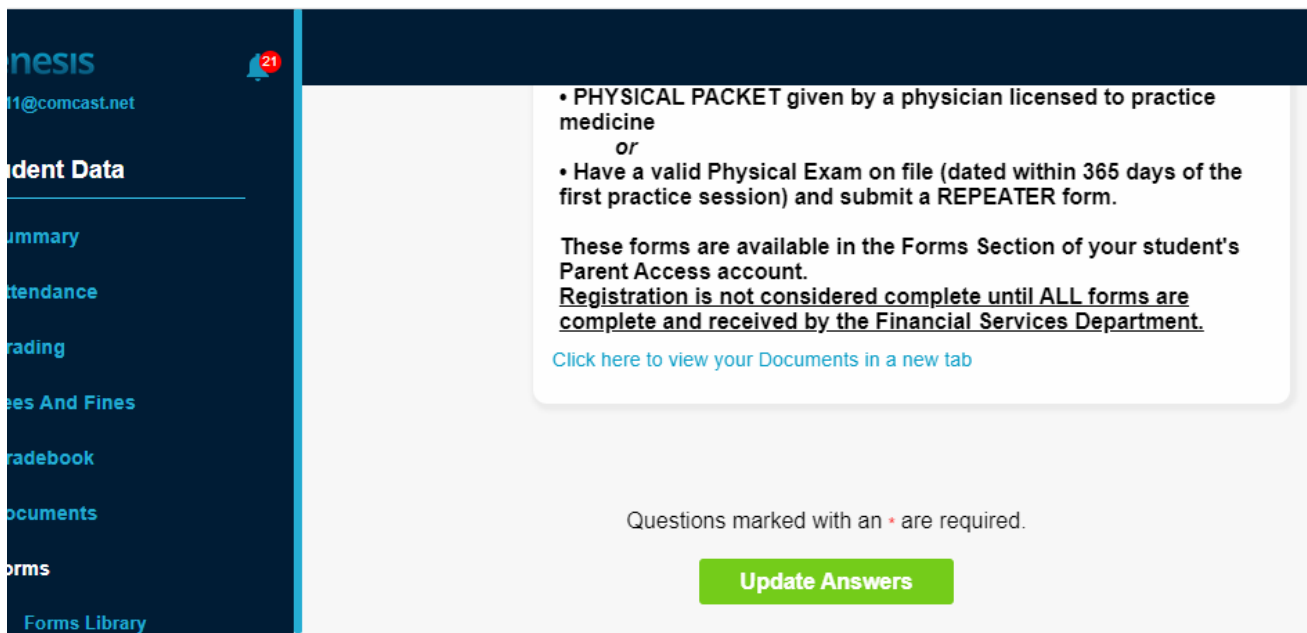 nesis
21
11@comcast.net
udent Data
ummary
ttendance
rading
ees And Fines
radebook
ocuments
orms
Forms Library
• PHYSICAL PACKET given by a physician licensed to practice
medicine
or
• Have a valid Physical Exam on file (dated within 365 days of the
first practice session) and submit a REPEATER form.
These forms are available in the Forms Section of your student's
Parent Access account.
Registration is not considered complete until ALL forms are
complete and received by the Financial Services Department.
Click here to view your Documents in a new tab
Questions marked with an * are required.
Update Answers